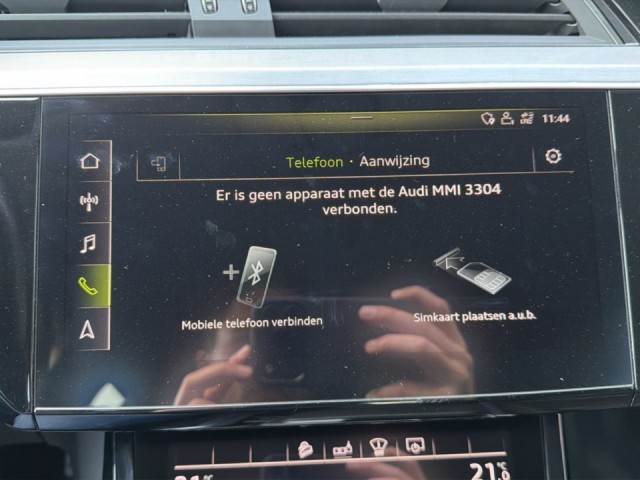 11:44
Telefoon · Aanwijzing
Er is geen apparaat met de Audi MMI 3304
verbonden.
Mobiele telefoon verbinden
Simkaart plaatsen a.u.b.
21°C